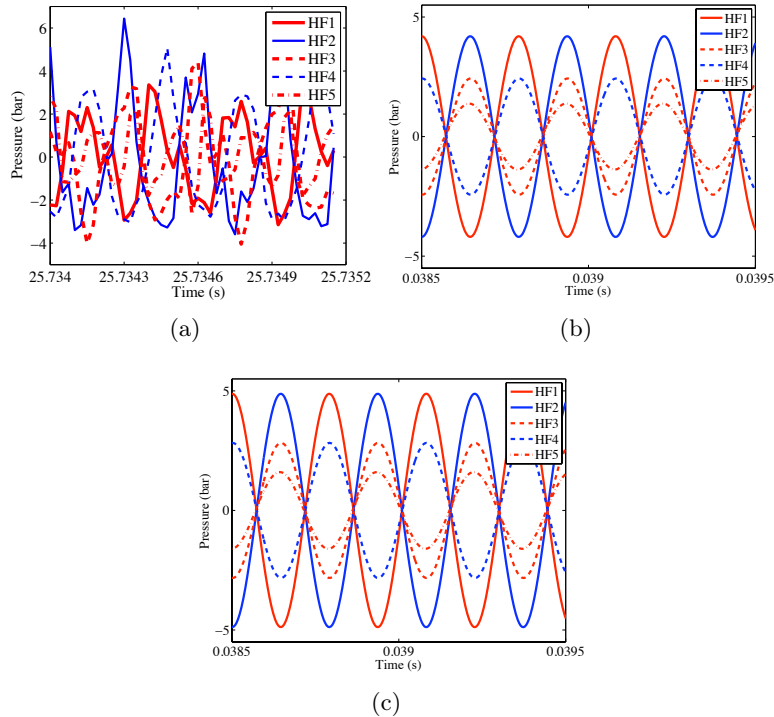 6
4
2
0
−2
−4
Pressure (bar)
25.734
25.7343
25.7346
25.7349
25.7352
Time (s)
HF1
HF2
HF3
HF4
HF5
(a)
5
0
−5
Pressure (bar)
0.0385
0.039
0.0395
Time (s)
HF1
HF2
HF3
HF4
HF5
(b)
5
0
−5
Pressure (bar)
0.0385
0.039
0.0395
Time (s)
HF1
HF2
HF3
HF4
HF5
(c)